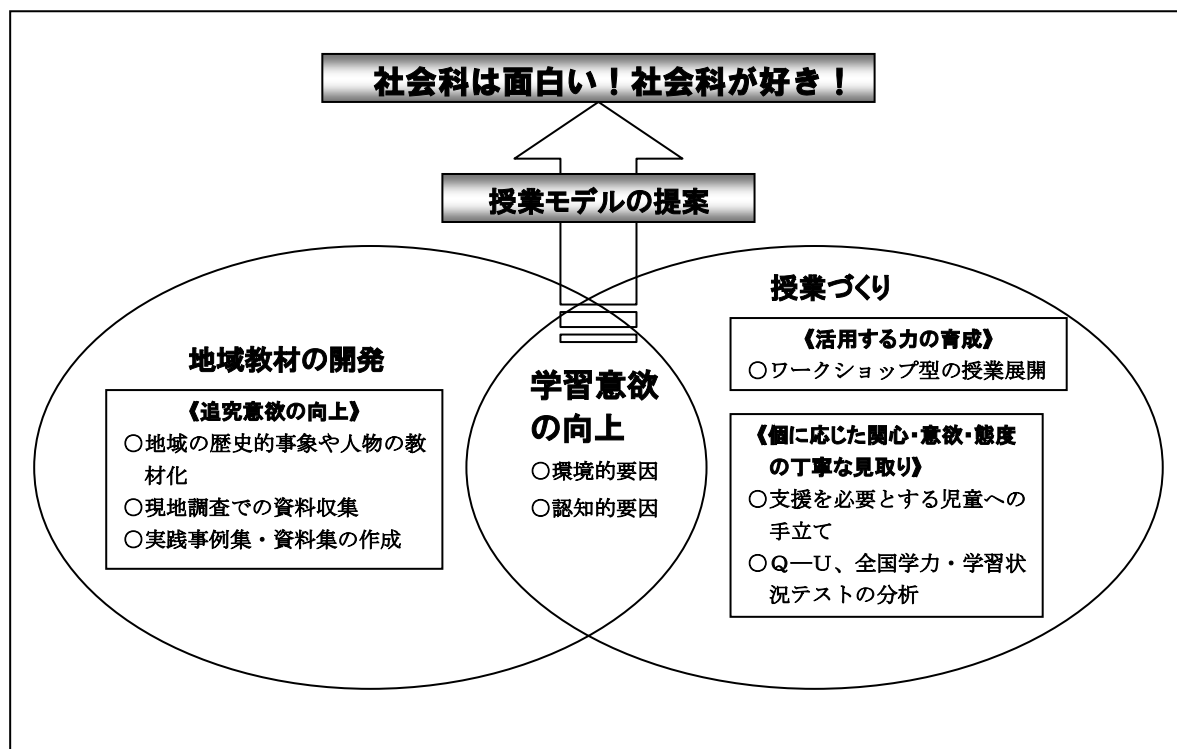 社会科は面白い！社会科が好き！
授業モデルの提案
地域教材の開発
《追究意欲の向上》
○地域の歴史的事象や人物の教
材化
○現地調査での資料収集
○実践事例集・資料集の作成
学習意欲
の向上
○環境的要因
○認知的要因
授業づくり
《活用する力の育成》
○ワークショップ型の授業展開
《個に応じた関心・意欲・態度
の丁寧な見取り》
○支援を必要とする児童への
手立て
○Ｑ―Ｕ、全国学力・学習状
況テストの分析